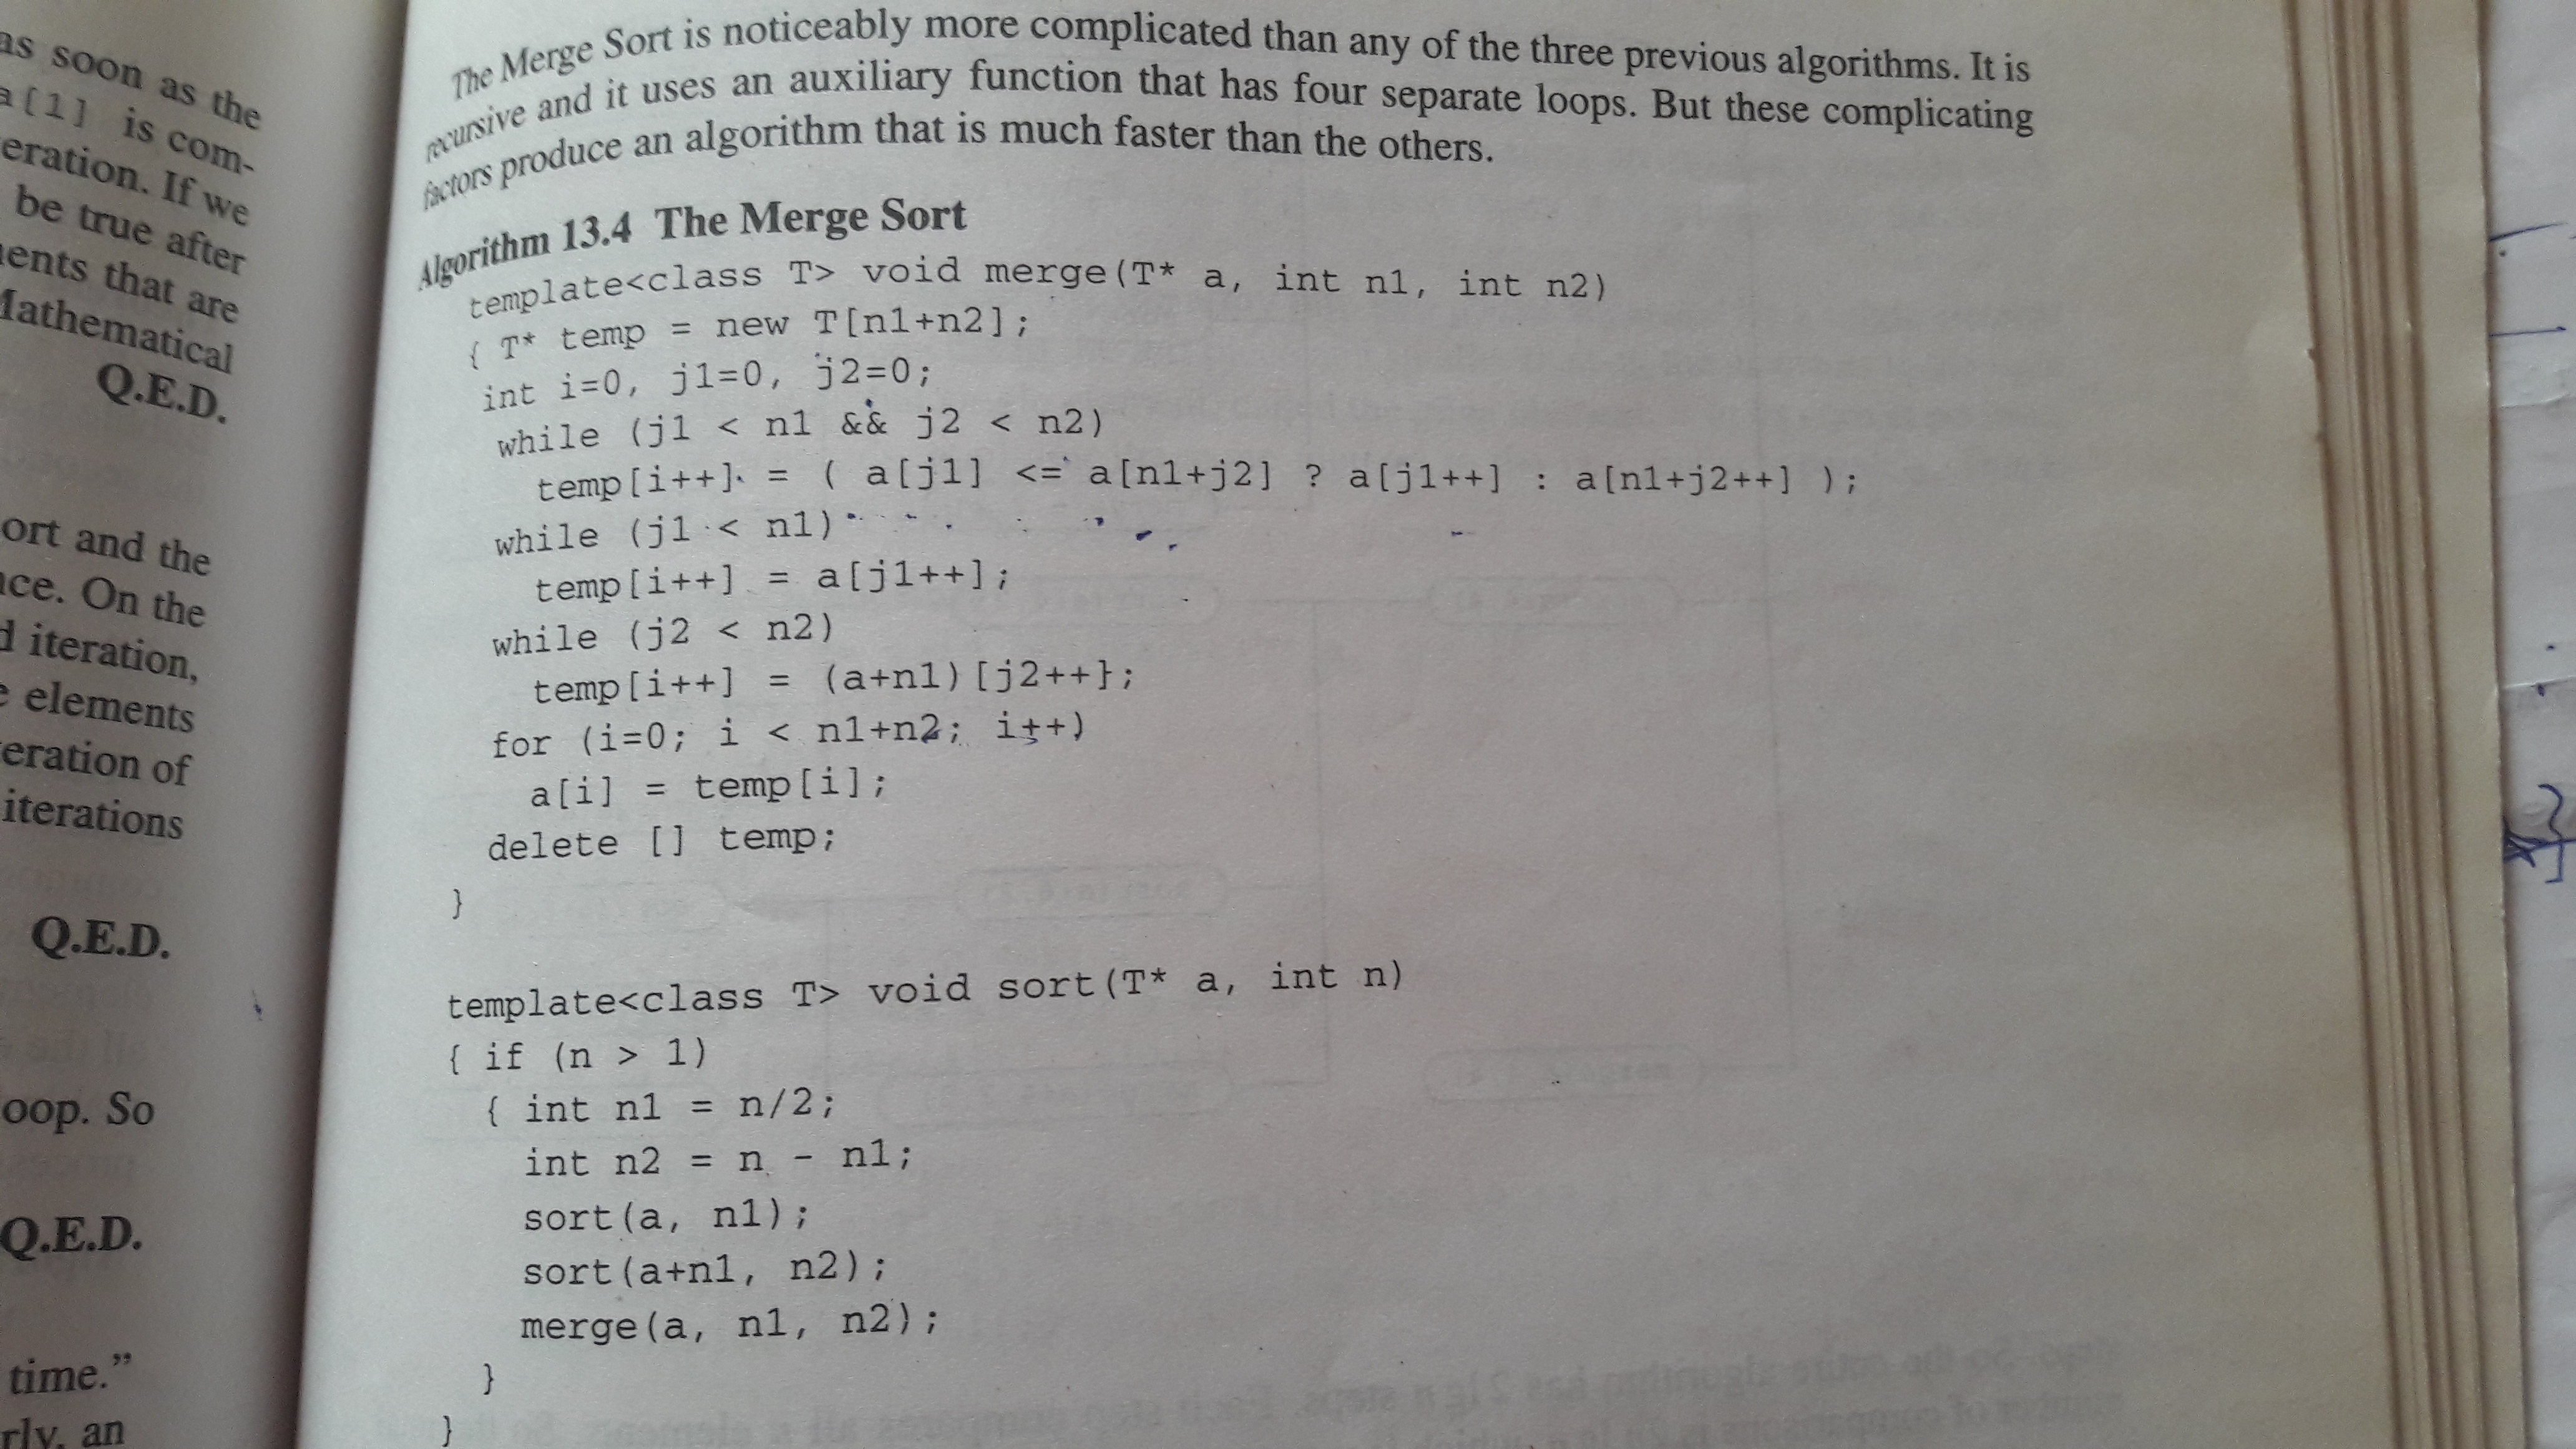 as soon as the
a[1] is com-
eration. If we
be true after
ents that are
Mathematical
Q.E.D.
ort and the
ce. On the
d iteration,
e elements
eration of
iterations
Q.E.D.
oop. So
Q.E.D.
time.”
rly, an
The Merge Sort is noticeably more complicated than any of the three previous algorithms. It is
recursive and it uses an auxiliary function that has four separate loops. But these complicating
factors produce an algorithm that is much faster than the others.
Algorithm 13.4 The Merge Sort
template<class T> void merge(T* a, int n1, int n2)
{ T* temp = new T[n1+n2];
int i=0, j1=0, j2=0;
while (j1 < n1 && j2 < n2)
temp[i++] = ( a[j1] <= a[n1+j2] ? a[j1++] : a[n1+j2++] );
while (j1 < n1)
temp[i++] = a[j1++];
while (j2 < n2)
temp[i++] = (a+n1)[j2++];
for (i=0; i < n1+n2; i++)
a[i] = temp[i];
delete [] temp;
}
template<class T> void sort(T* a, int n)
{ if (n > 1)
{ int n1 = n/2;
int n2 = n - n1;
sort(a, n1);
sort(a+n1, n2);
merge(a, n1, n2);
}
}